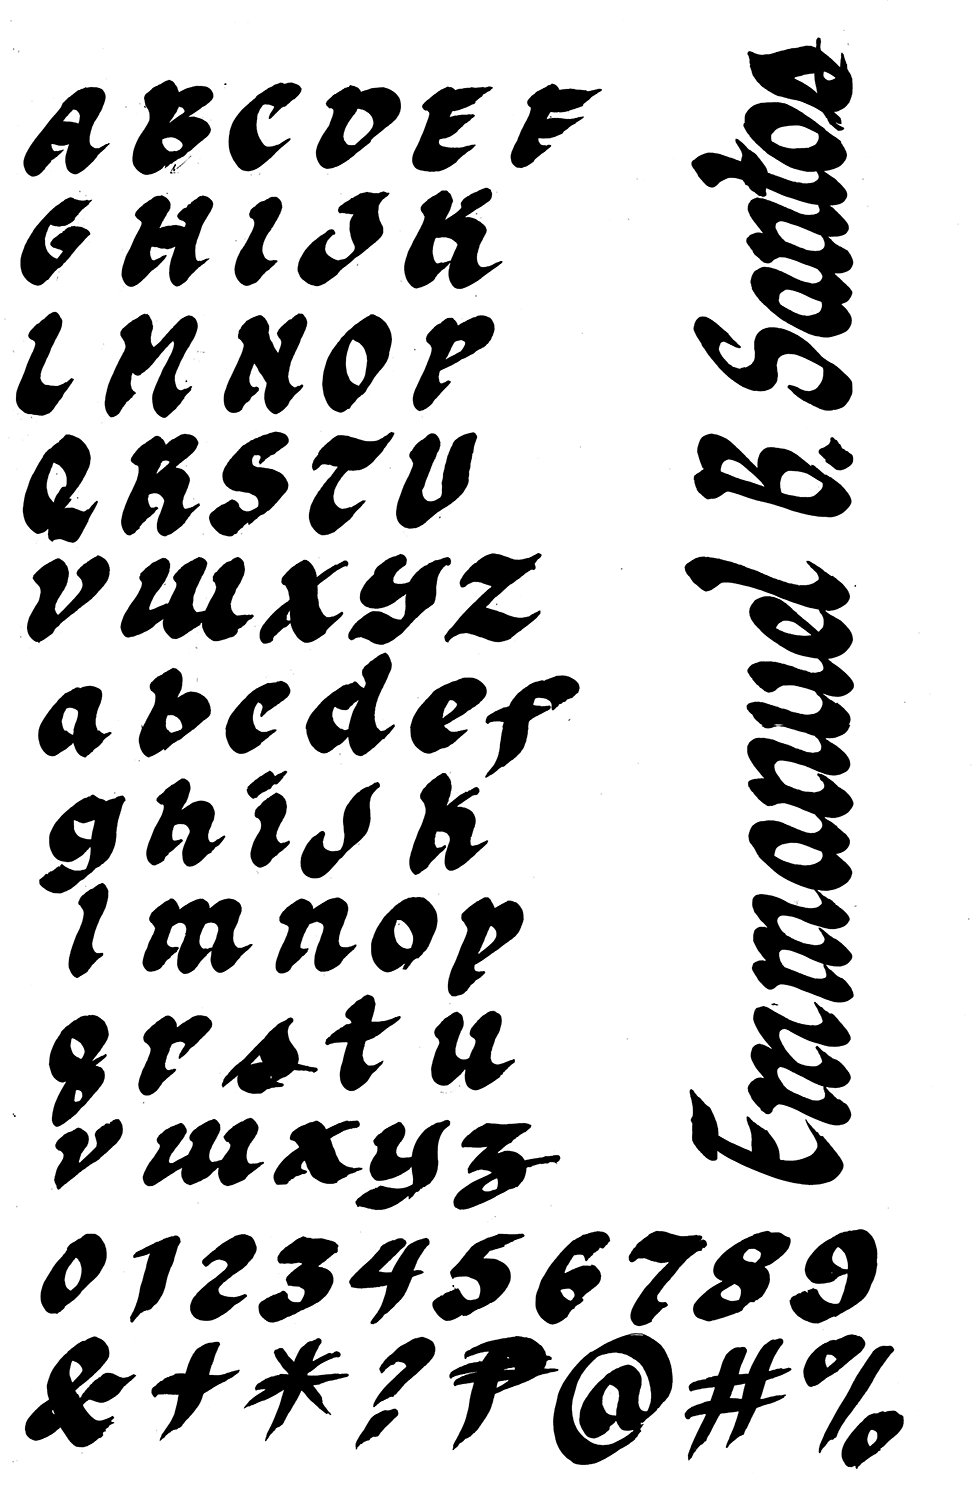 A B C D E F
G H I J K
L M N O P
Q R S T U
V W X Y Z
a b c d e f
g h i j k
l m n o p
q r s t u
v w x y z
0 1 2 3 4 5 6 7 8 9
& + * ? ₱ @ # %
Emmanuel B. Santos